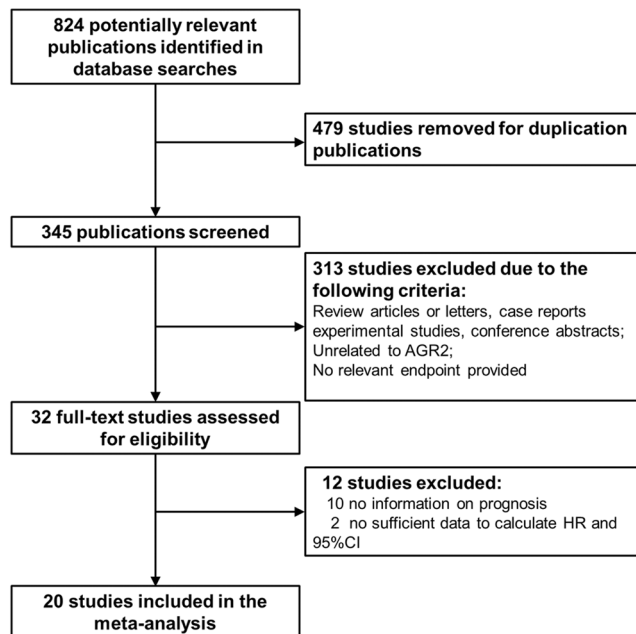 824 potentially relevant
publications identified in
database searches
479 studies removed for duplication
publications
345 publications screened
313 studies excluded due to the
following criteria:
Review articles or letters, case reports
experimental studies, conference abstracts;
Unrelated to AGR2;
No relevant endpoint provided
32 full-text studies assessed
for eligibility
12 studies excluded:
10 no information on prognosis
2 no sufficient data to calculate HR and
95%CI
20 studies included in the
meta-analysis